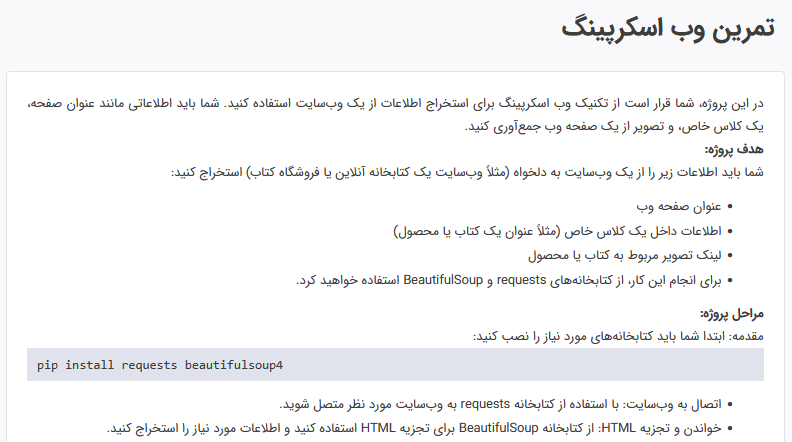 تمرین وب اسکرپینگ
در این پروژه، شما قرار است از تکنیک وب اسکرپینگ برای استخراج اطلاعات از یک وب‌سایت استفاده کنید. شما باید اطلاعاتی مانند عنوان صفحه،
یک کلاس خاص، و تصویر از یک صفحه وب جمع‌آوری کنید.
هدف پروژه:
شما باید اطلاعات زیر را از یک وب‌سایت به دلخواه (مثلاً وب‌سایت یک کتابخانه آنلاین یا فروشگاه کتاب) استخراج کنید:
• عنوان صفحه وب
• اطلاعات داخل یک کلاس خاص (مثلاً عنوان یک کتاب یا محصول)
• لینک تصویر مربوط به کتاب یا محصول
• برای انجام این کار، از کتابخانه‌های requests و BeautifulSoup استفاده خواهید کرد.
مراحل پروژه:
مقدمه: ابتدا شما باید کتابخانه‌های مورد نیاز را نصب کنید:
pip install requests beautifulsoup4
• اتصال به وب‌سایت: با استفاده از کتابخانه requests به وب‌سایت مورد نظر متصل شوید.
• خواندن و تجزیه HTML: از کتابخانه BeautifulSoup برای تجزیه HTML استفاده کنید و اطلاعات مورد نیاز را استخراج کنید.